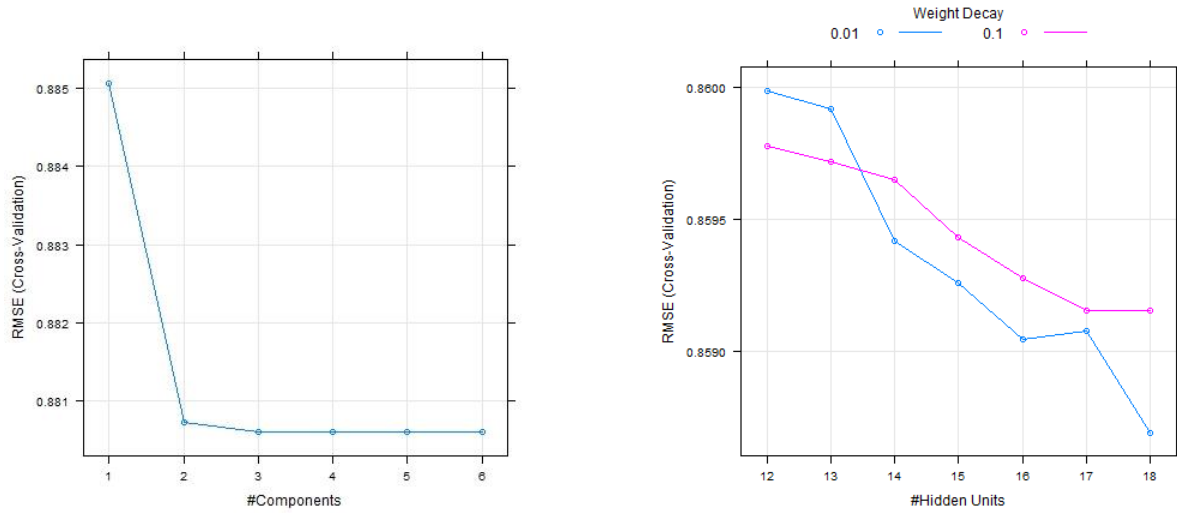 RMSE (Cross-Validation)
0.885
0.884
0.883
0.882
0.881
1 2 3 4 5 6
#Components
Weight Decay
0.01 0.1
RMSE (Cross-Validation)
0.8600
0.8595
0.8590
12 13 14 15 16 17 18
#Hidden Units